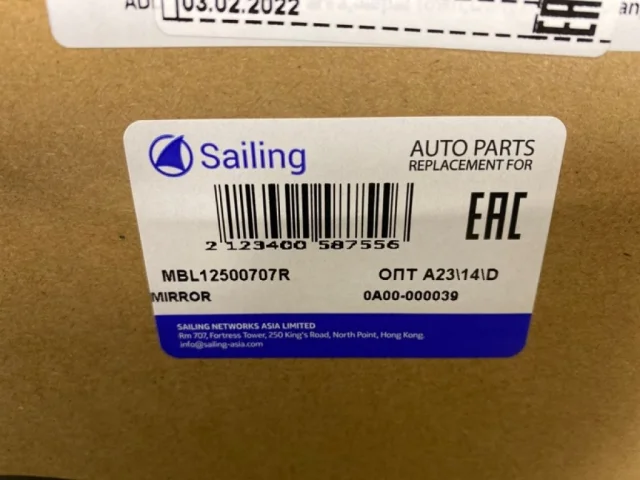 03.02.2022
EAC
Sailing
AUTO PARTS
REPLACEMENT FOR
EAC
2 123400 587556
MBL12500707R
ОПТ A23\14\D
MIRROR
0A00-000039
SAILING NETWORKS ASIA LIMITED
Rm 707, Fortress Tower, 250 King's Road, North Point, Hong Kong.
info@sailing-asia.com